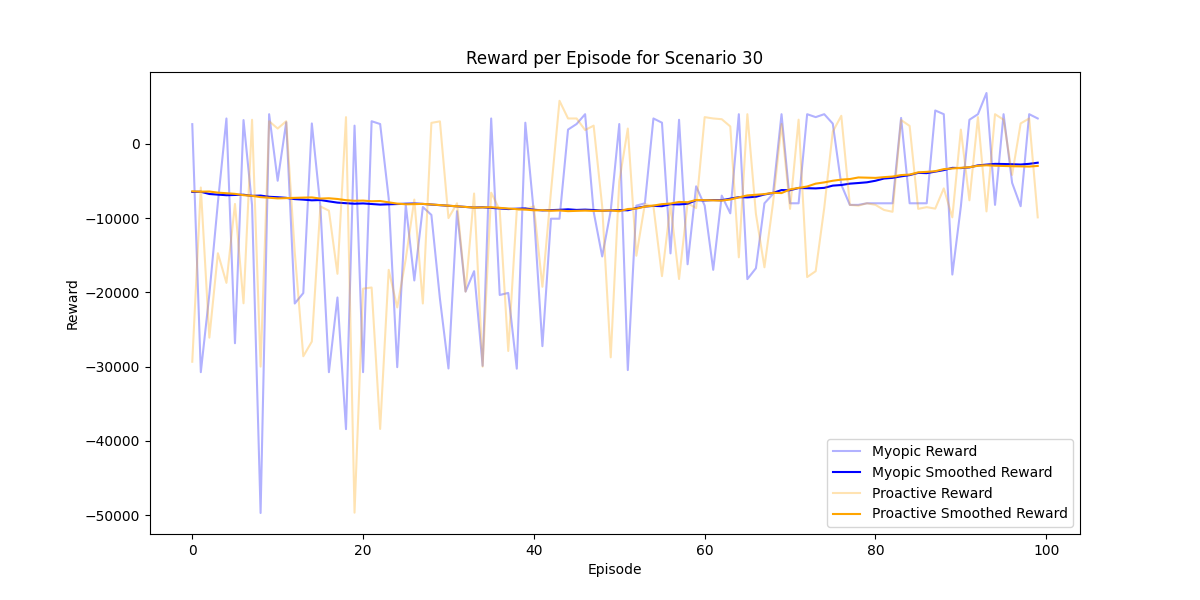 Reward per Episode for Scenario 30
Reward
0
−10000
−20000
−30000
−40000
−50000
0 20 40 60 80 100
Episode
Myopic Reward
Myopic Smoothed Reward
Proactive Reward
Proactive Smoothed Reward